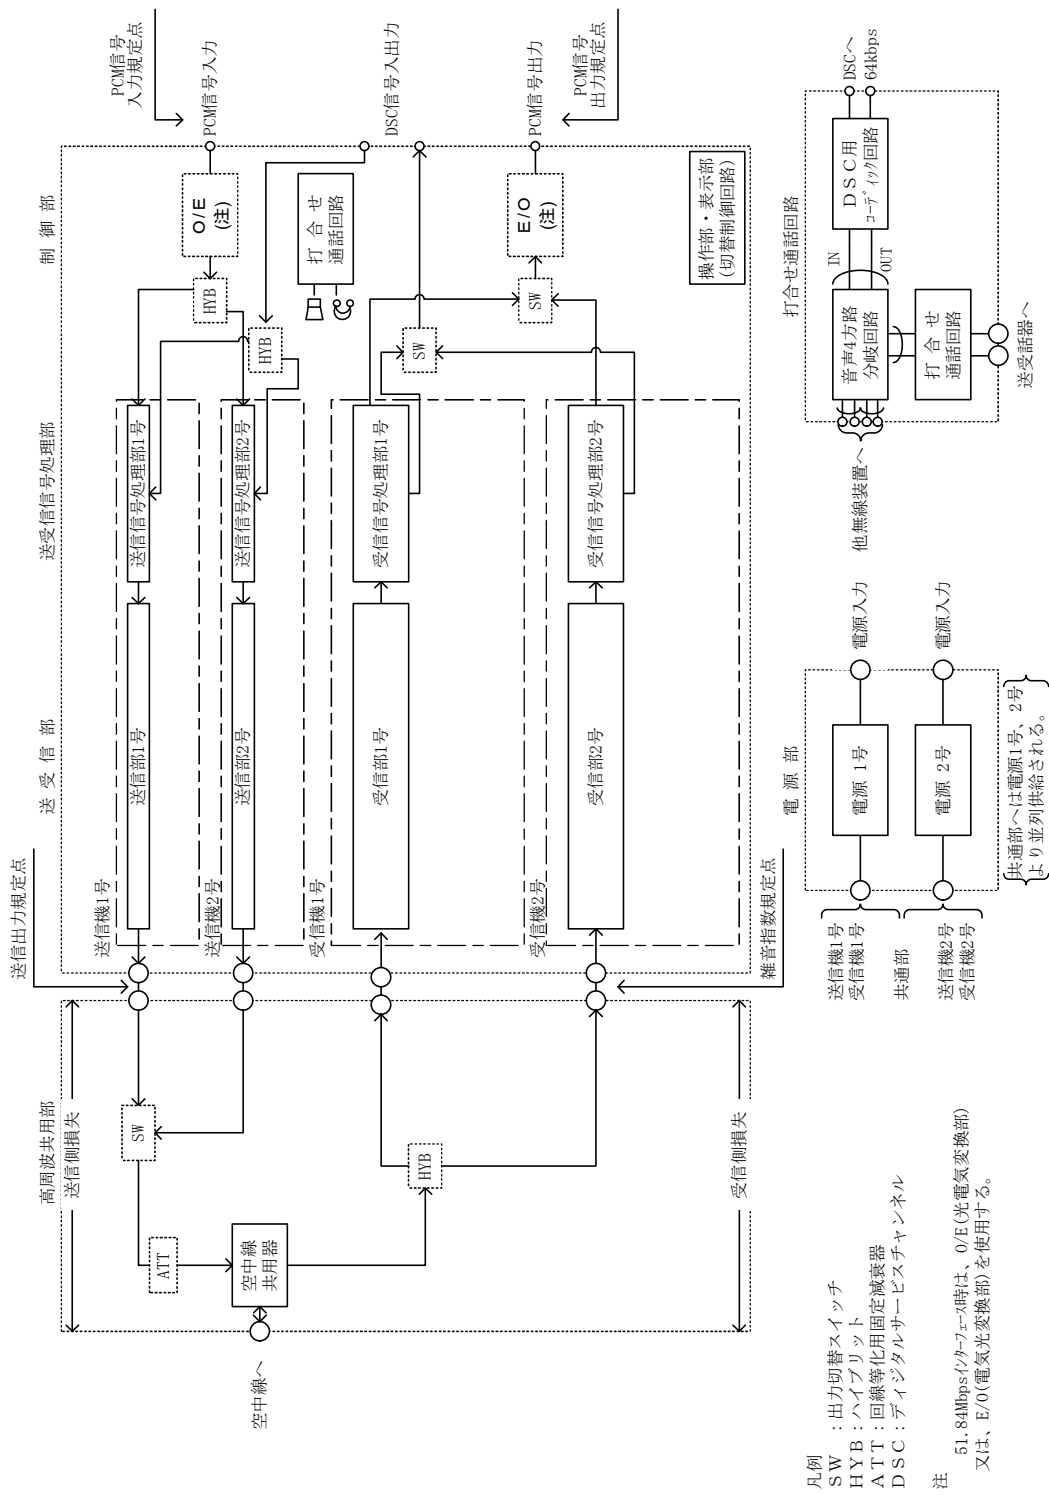 高周波共用部
送信側損失
送信出力規定点
送 受 信 部
送受信信号処理部
制 御 部
PCM信号
入力規定点
送信機1号
送信部1号
送信信号処理部1号
O/E
(注)
PCM信号入力
HYB
SW
ATT
空中線
共用器
空中線へ
送信機2号
送信部2号
送信信号処理部2号
HYB
打 合 せ
通話回路
DSC信号入出力
受信機1号
受信部1号
受信信号処理部1号
SW
HYB
SW
E/O
(注)
PCM信号出力
受信機2号
受信部2号
受信信号処理部2号
PCM信号
出力規定点
操作部・表示部
(切替制御回路)
受信側損失
雑音指数規定点
凡例
SW :出力切替スイッチ
HYB:ハイブリット
ATT:回線等化用固定減衰器
DSC:ディジタルサービスチャンネル
注
51.84Mbpsインターフェース時は、O/E(光電気変換部)
又は、E/O(電気光変換部)を使用する。
電 源 部
送信機1号
受信機1号
共通部
送信機2号
受信機2号
電源 1号
電源入力
電源 2号
電源入力
共通部へは電源1号、2号
より並列供給される。
打合せ通話回路
他無線装置へ
音声4方路
分岐回路
IN
OUT
DSC用
コーディック回路
DSCへ
64kbps
打 合 せ
通話回路
送受話器へ